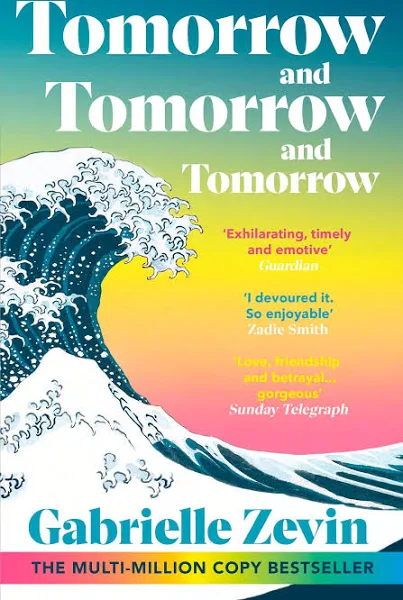 Tomorrow
and
Tomorrow
and
Tomorrow
‘Exhilarating, timely
and emotive’
Guardian
‘I devoured it.
So enjoyable’
Zadie Smith
‘Love, friendship
and betrayal...
gorgeous’
Sunday Telegraph
Gabrielle Zevin
THE MULTI-MILLION COPY BESTSELLER